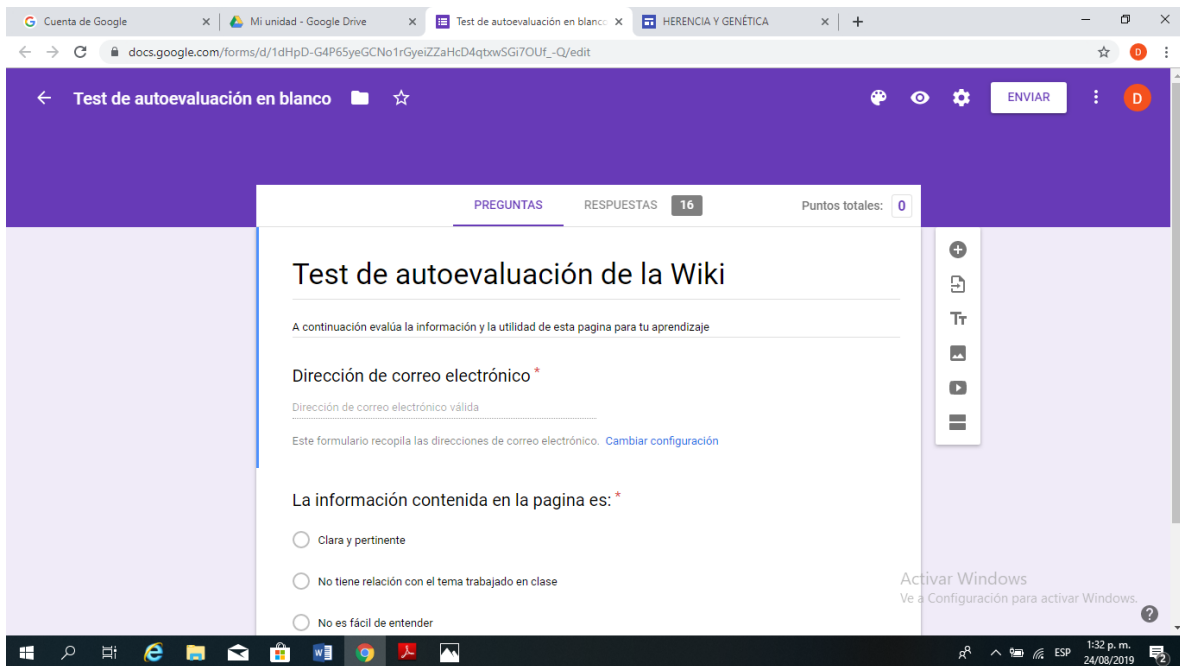 Cuenta de Google
Mi unidad - Google Drive
Test de autoevaluación en blanco
HERENCIA Y GENÉTICA
docs.google.com/forms/d/1dHpD-G4P65yeGCNo1rGyeiZZaHcD4qtxwSGi7OUf_-Q/edit
D
Test de autoevaluación en blanco
ENVIAR
D
PREGUNTAS
RESPUESTAS 16
Puntos totales: 0
Test de autoevaluación de la Wiki
A continuación evalúa la información y la utilidad de esta pagina para tu aprendizaje
Dirección de correo electrónico *
Dirección de correo electrónico válida
Este formulario recopila las direcciones de correo electrónico. Cambiar configuración
La información contenida en la pagina es: *
Clara y pertinente
No tiene relación con el tema trabajado en clase
No es fácil de entender
Activar Windows
Ve a Configuración para activar Windows.
ESP
1:32 p. m.
24/08/2019
2